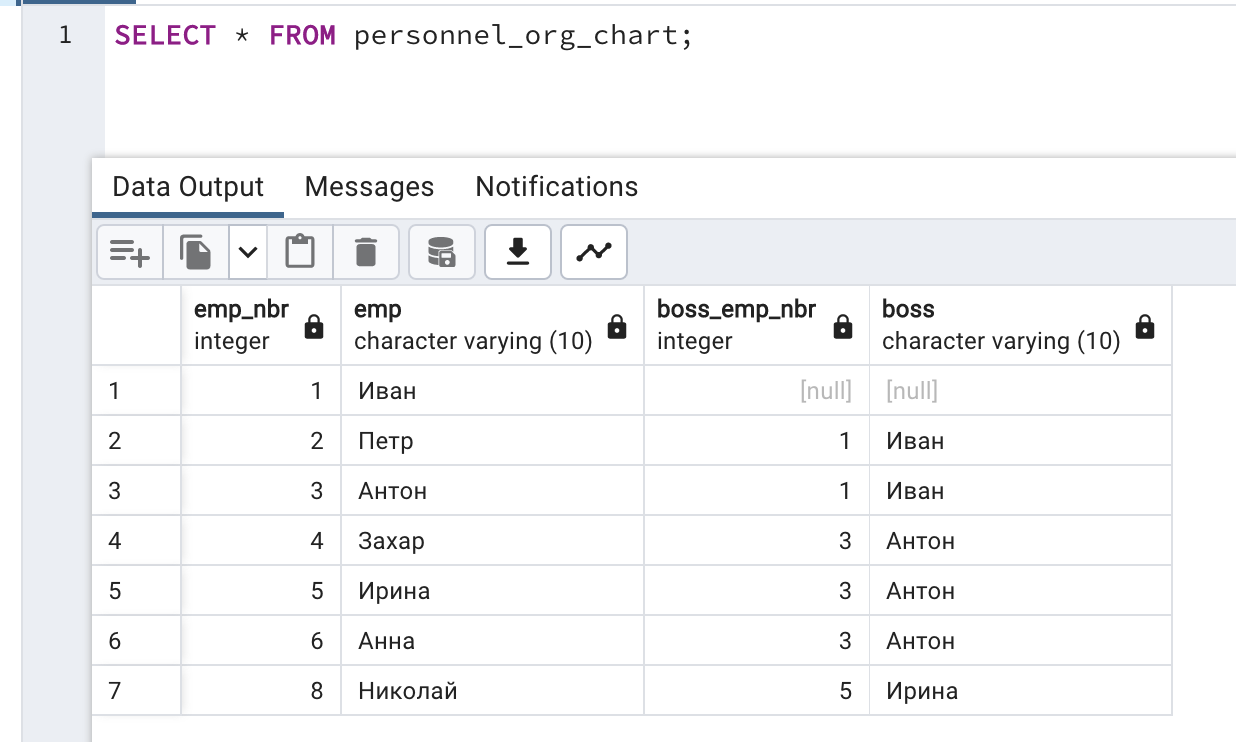 1 SELECT * FROM personnel_org_chart;
Data Output Messages Notifications
emp_nbr emp boss_emp_nbr boss
integer character varying (10) integer character varying (10)
1 1 Иван [null] [null]
2 2 Петр 1 Иван
3 3 Антон 1 Иван
4 4 Захар 3 Антон
5 5 Ирина 3 Антон
6 6 Анна 3 Антон
7 8 Николай 5 Ирина